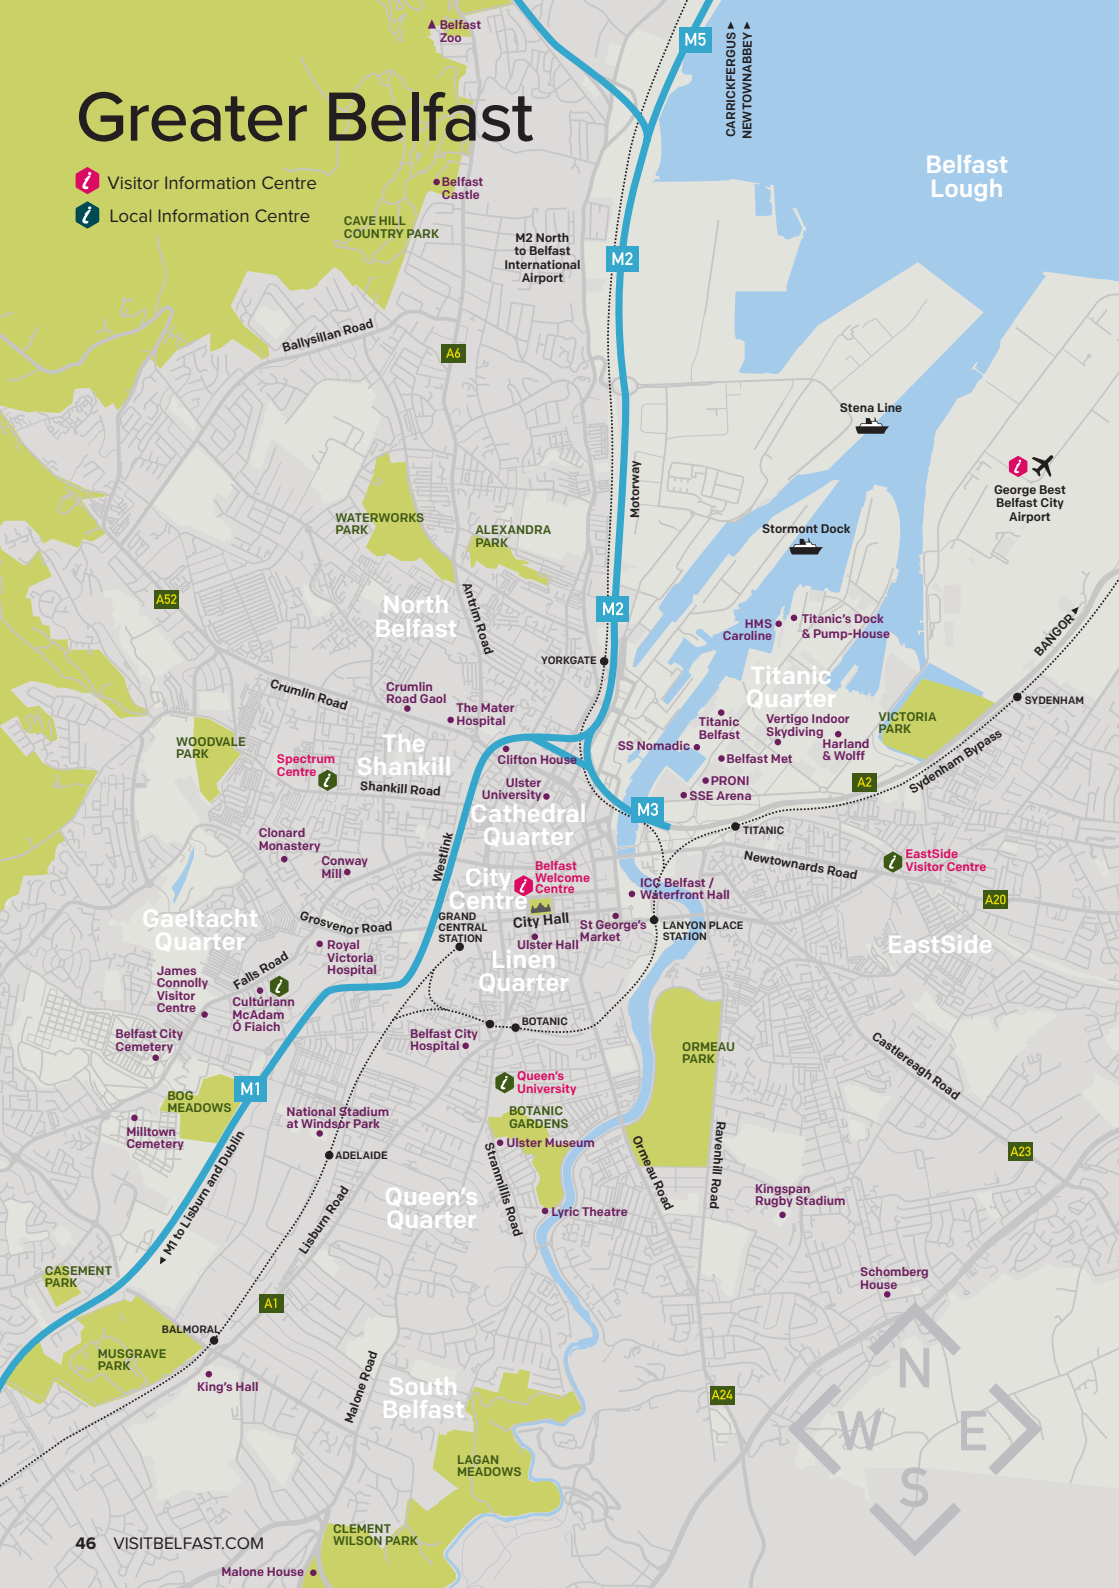 Belfast
Zoo
M5
CARRICKFERGUS
NEWTOWNABBEY
Greater Belfast
Visitor Information Centre
Local Information Centre
Belfast
Lough
Belfast
Castle
CAVE HILL
COUNTRY PARK
M2 North
to Belfast
International
Airport
M2
Ballysillan Road
A6
Stena Line
George Best
Belfast City
Airport
Motorway
WATERWORKS
PARK
ALEXANDRA
PARK
Stormont Dock
A52
North
Belfast
Antrim Road
M2
HMS
Caroline
Titanic's Dock
& Pump-House
BANGOR
YORKGATE
Titanic
Quarter
SYDENHAM
Crumlin Road
Crumlin
Road Gaol
The Mater
Hospital
Titanic
Belfast
Vertigo Indoor
Skydiving
VICTORIA
PARK
WOODVALE
PARK
The
Shankill
SS Nomadic
Harland
& Wolff
Clifton House
Belfast Met
Sydenham Bypass
Spectrum
Centre
Shankill Road
Ulster
University
PRONI
SSE Arena
A2
Cathedral
Quarter
M3
TITANIC
Clonard
Monastery
Conway
Mill
Westlink
Newtownards Road
EastSide
Visitor Centre
City
Centre
Belfast
Welcome
Centre
ICC Belfast /
Waterfront Hall
A20
Gaeltacht
Quarter
Grosvenor Road
GRAND
CENTRAL
STATION
City Hall
St George's
Market
LANYON PLACE
STATION
Royal
Victoria
Hospital
Ulster Hall
EastSide
Linen
Quarter
Falls Road
James
Connolly
Visitor
Centre
Cultúrlann
McAdam
Ó Fiaich
Belfast City
Cemetery
Belfast City
Hospital
BOTANIC
ORMEAU
PARK
Castlereagh Road
M1
BOG
MEADOWS
Queen's
University
National Stadium
at Windsor Park
BOTANIC
GARDENS
Milltown
Cemetery
ADELAIDE
Ulster Museum
Stranmillis Road
Ormeau Road
Ravenhill Road
A23
M1 to Lisburn and Dublin
Lisburn Road
Queen's
Quarter
Lyric Theatre
Kingspan
Rugby Stadium
CASEMENT
PARK
Schomberg
House
A1
BALMORAL
MUSGRAVE
PARK
King's Hall
Malone Road
South
Belfast
A24
N
W
E
S
LAGAN
MEADOWS
CLEMENT
WILSON PARK
46 VISITBELFAST.COM
Malone House